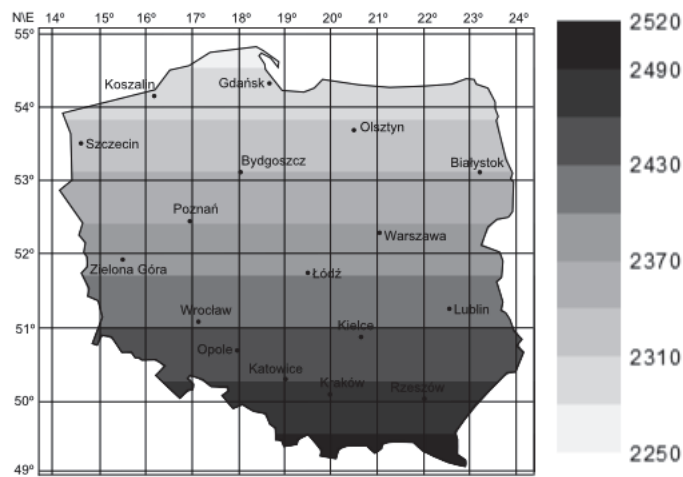 N\E 14° 15° 16° 17° 18° 19° 20° 21° 22° 23° 24°
55°
54°
53°
52°
51°
50°
49°
Koszalin
Gdańsk
Olsztyn
Szczecin
Bydgoszcz
Białystok
Poznań
Warszawa
Zielona Góra
Łódź
Wrocław
Lublin
Kielce
Opole
Katowice
Kraków
Rzeszów
2520
2490
2430
2370
2310
2250